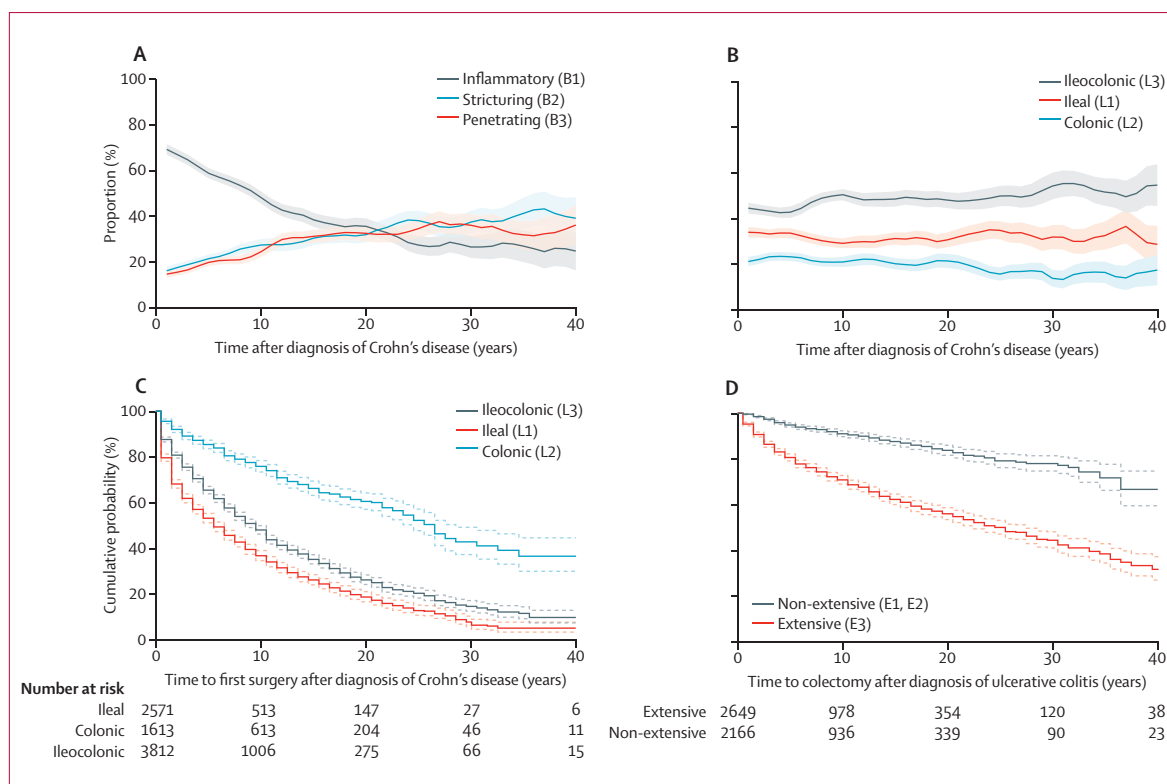 A
Inflammatory (B1)
Stricturing (B2)
Penetrating (B3)
Proportion (%)
100
80
60
40
20
0
0 10 20 30 40
Time after diagnosis of Crohn's disease (years)
B
Ileocolonic (L3)
Ileal (L1)
Colonic (L2)
0 10 20 30 40
Time after diagnosis of Crohn's disease (years)
C
Ileocolonic (L3)
Ileal (L1)
Colonic (L2)
Cumulative probability (%)
100
80
60
40
20
0
0 10 20 30 40
Time to first surgery after diagnosis of Crohn's disease (years)
Number at risk
Ileal 2571 513 147 27 6
Colonic 1613 613 204 46 11
Ileocolonic 3812 1006 275 66 15
D
Non-extensive (E1, E2)
Extensive (E3)
0 10 20 30 40
Time to colectomy after diagnosis of ulcerative colitis (years)
Extensive 2649 978 354 120 38
Non-extensive 2166 936 339 90 23